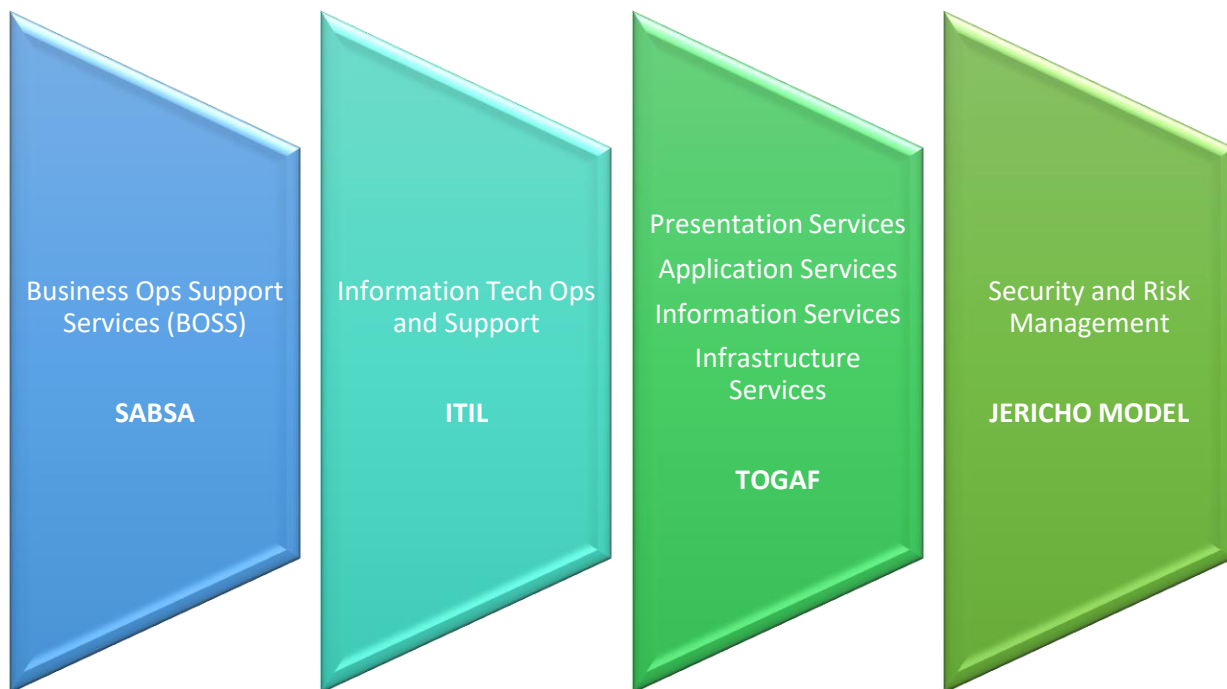 Business Ops Support
Services (BOSS)
SABSA
Information Tech Ops
and Support
ITIL
Presentation Services
Application Services
Information Services
Infrastructure
Services
TOGAF
Security and Risk
Management
JERICHO MODEL